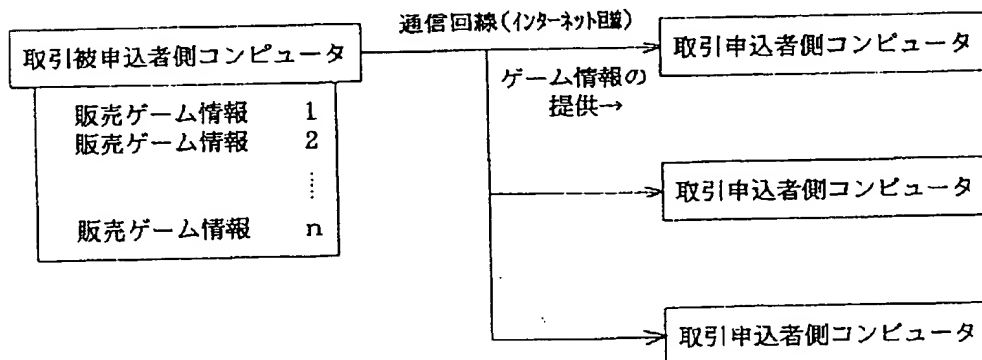 通信回線(インターネット回線)
取引被申込者側コンピュータ
取引申込者側コンピュータ
販売ゲーム情報 1
販売ゲーム情報 2
……
販売ゲーム情報 n
ゲーム情報の
提供→
取引申込者側コンピュータ
取引申込者側コンピュータ